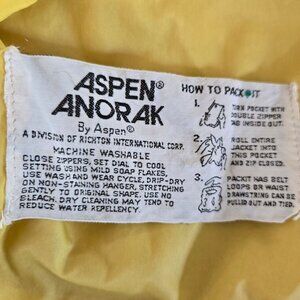 ASPEN®
ANORAK
By Aspen®
A DIVISION OF RICHTON INTERNATIONAL CORP.
MACHINE WASHABLE
CLOSE ZIPPERS, SET DIAL TO COOL
SETTING USING MILD SOAP FLAKES,
USE WASH AND WEAR CYCLE, DRIP-DRY
ON NON-STAINING HANGER, STRETCHING
GENTLY TO ORIGINAL SHAPE. USE NO
BLEACH. DRY CLEANING MAY TEND TO
REDUCE WATER REPELLENCY.
HOW TO PACK IT
1. TURN POCKET WITH
DOUBLE ZIPPER
INSIDE OUT.
2. ROLL ENTIRE
JACKET INTO
THIS POCKET
AND ZIP CLOSED.
3. PACKIT HAS BELT
LOOPS OR WAIST
DRAWSTRING CAN BE
PULLED OUT AND TIED.